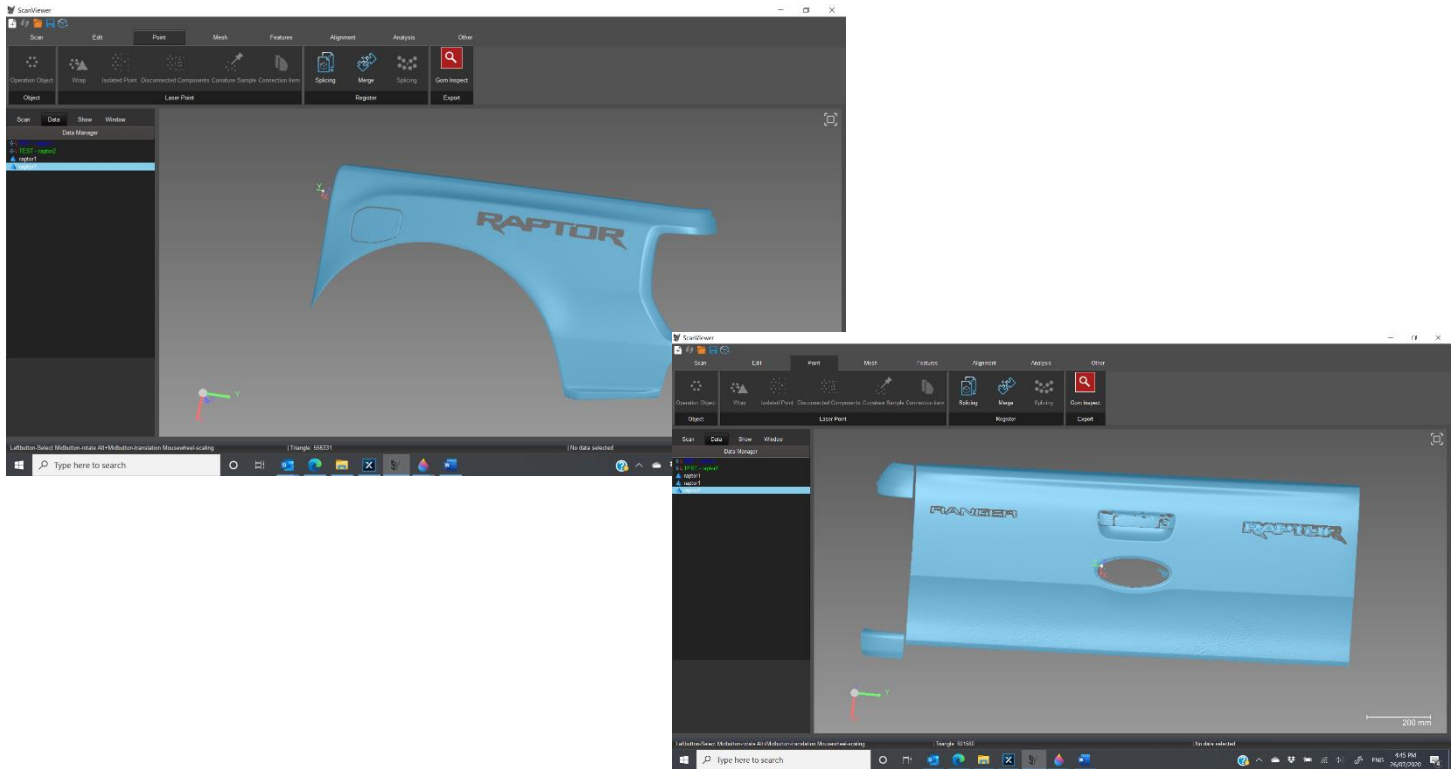 ScanViewer
Scan Edit Point Mesh Features Alignment Analysis Other
Operation Object Wrap Isolated Point Disconnected Components Curvature Sample Connection item Splicing Merge Splicing Gom Inspect
Object Laser Point Register Export
Scan Data Show Window
Data Manager
TEST - raptor2
raptor1
raptor1
RAPTOR
Y
Leftbutton-Select Midbutton-rotate Alt+Midbutton-translation Mousewheel-scaling Triangle: 556331 No data selected
Type here to search
ScanViewer
Scan Edit Point Mesh Features Alignment Analysis Other
Operation Object Wrap Isolated Point Disconnected Components Curvature Sample Connection item Splicing Merge Splicing Gom Inspect
Object Laser Point Register Export
Scan Data Show Window
Data Manager
TEST - raptor2
raptor1
raptor1
RANGER
RAPTOR
Y
200 mm
Leftbutton-Select Midbutton-rotate Alt+Midbutton-translation Mousewheel-scaling Triangle: No data selected
Type here to search ENG 4:45 PM
26/07/2020